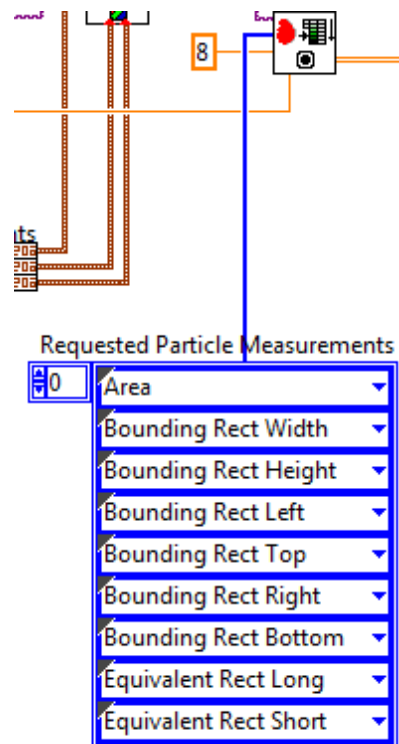 8
ts
Requested Particle Measurements
0
Area
Bounding Rect Width
Bounding Rect Height
Bounding Rect Left
Bounding Rect Top
Bounding Rect Right
Bounding Rect Bottom
Equivalent Rect Long
Equivalent Rect Short